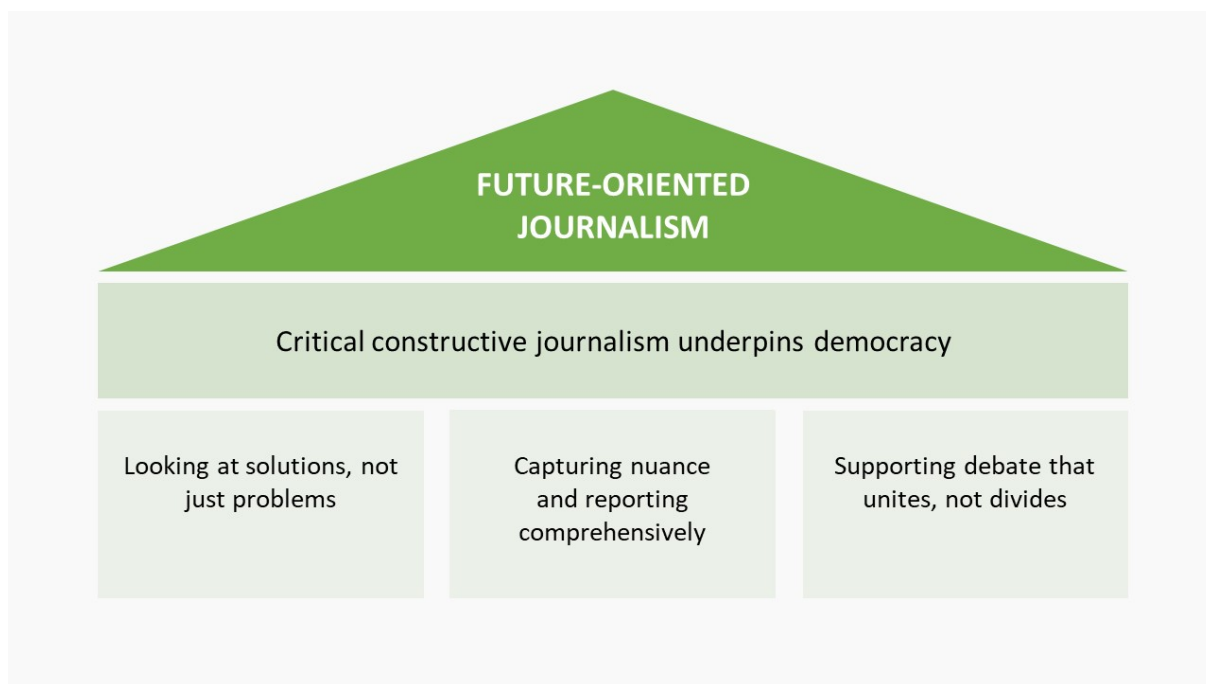 FUTURE-ORIENTED
JOURNALISM
Critical constructive journalism underpins democracy
Looking at solutions, not
just problems
Capturing nuance
and reporting
comprehensively
Supporting debate that
unites, not divides